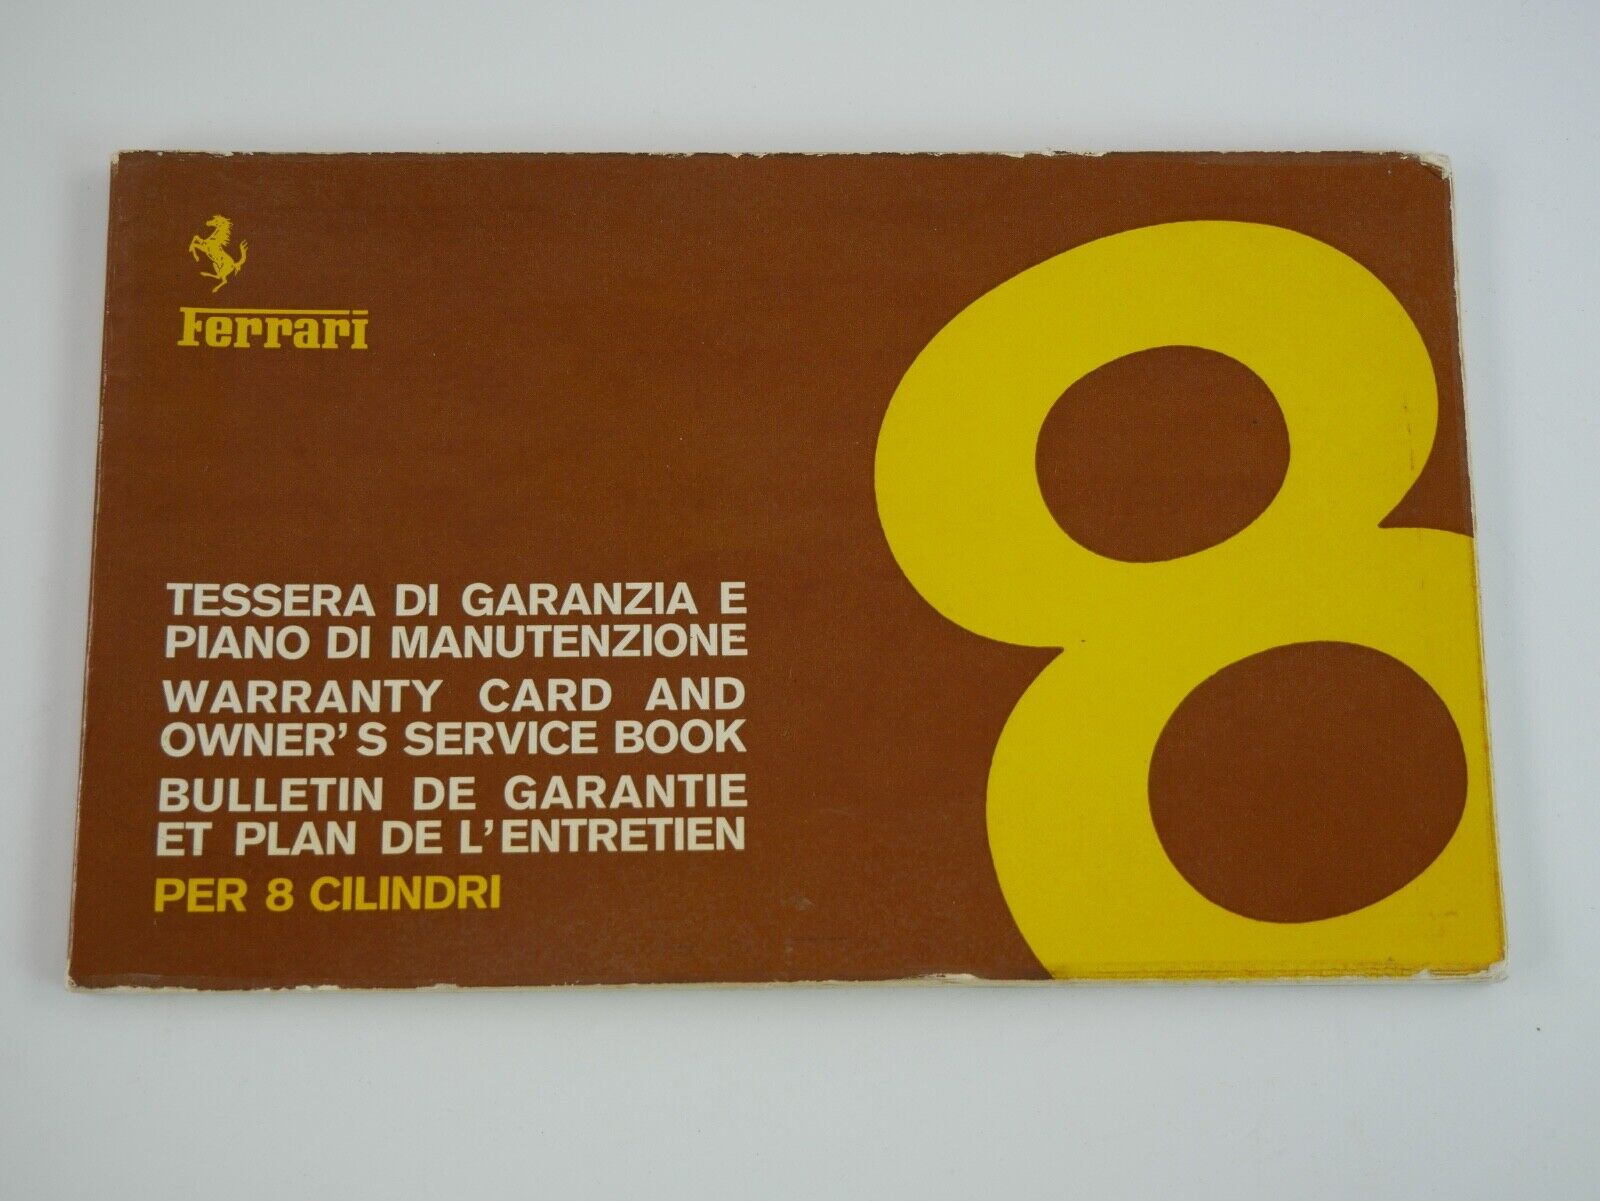 Ferrari
TESSERA DI GARANZIA E
PIANO DI MANUTENZIONE
WARRANTY CARD AND
OWNER'S SERVICE BOOK
BULLETIN DE GARANTIE
ET PLAN DE L'ENTRETIEN
PER 8 CILINDRI
8